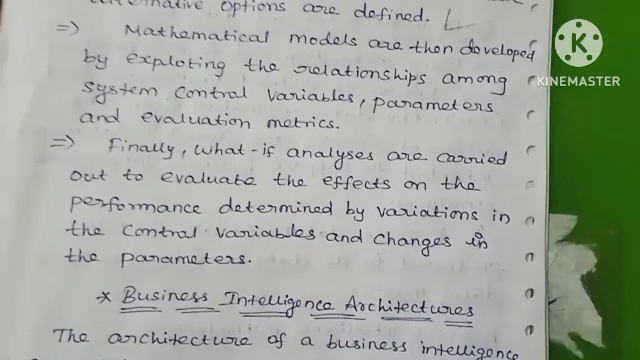 alternative options are defined.
=> Mathematical models are then developed
by exploting the relationships among
system control variables, parameters
and evaluation metrics.
=> Finally, what-if analyses are carried
out to evaluate the effects on the
performance determined by variations in
the control variables and changes in
the parameters.
* Business Intelligence Architectures
The architecture of a business intelligence
KINEMASTER